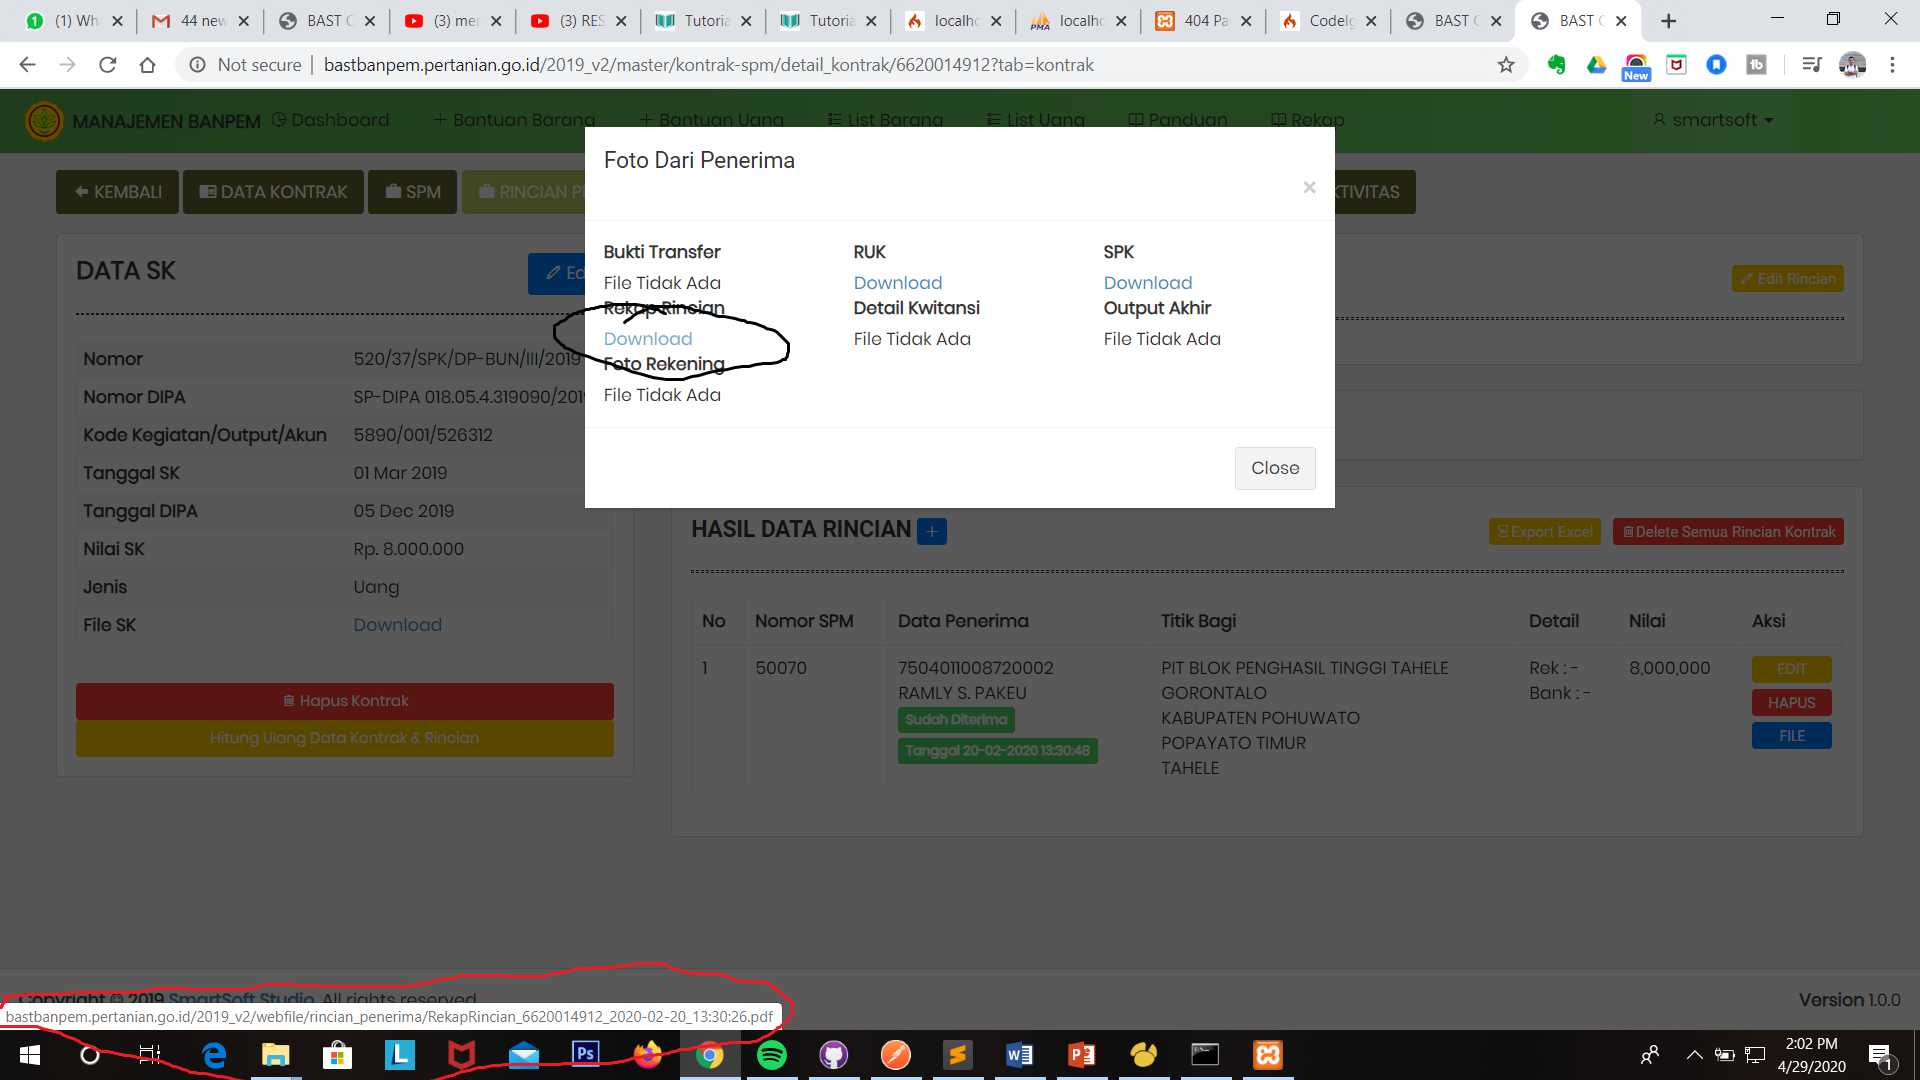 (1) Wha
44 new
BAST C
(3) mer
(3) RES
Tutoria
Tutoria
localho
localho
404 Pa
CodeIg
BAST C
BAST C
Not secure
bastbanpem.pertanian.go.id/2019_v2/master/kontrak-spm/detail_kontrak/6620014912?tab=kontrak
New
MANAJEMEN BANPEM
Dashboard
Bantuan Barang
Bantuan Uang
List Barang
List Uang
Panduan
Rekap
smartsoft
KEMBALI
DATA KONTRAK
SPM
RINCIAN P
KTIVITAS
Foto Dari Penerima
×
Bukti Transfer
File Tidak Ada
RUK
Download
SPK
Download
Rekap Rincian
Download
Detail Kwitansi
File Tidak Ada
Output Akhir
File Tidak Ada
Foto Rekening
File Tidak Ada
Close
DATA SK
Ed
Edit Rincian
Nomor 520/37/SPK/DP-BUN/III/2019
Nomor DIPA SP-DIPA 018.05.4.319090/2019
Kode Kegiatan/Output/Akun 5890/001/526312
Tanggal SK 01 Mar 2019
Tanggal DIPA 05 Dec 2019
Nilai SK Rp. 8.000.000
Jenis Uang
File SK Download
Hapus Kontrak
Hitung Ulang Data Kontrak & Rincian
HASIL DATA RINCIAN +
Export Excel
Delete Semua Rincian Kontrak
No Nomor SPM Data Penerima Titik Bagi Detail Nilai Aksi
1 50070 7504011008720002 PIT BLOK PENGHASIL TINGGI TAHELE Rek : - 8,000,000 EDIT
RAMLY S. PAKEU GORONTALO Bank : - HAPUS
Sudah Diterima KABUPATEN POHUWATO FILE
Tanggal 20-02-2020 13:30:48 POPAYATO TIMUR
TAHELE
Copyright © 2019 SmartSoft Studio. All rights reserved
Version 1.0.0
bastbanpem.pertanian.go.id/2019_v2/webfile/rincian_penerima/RekapRincian_6620014912_2020-02-20_13:30:26.pdf
2:02 PM
4/29/2020
1